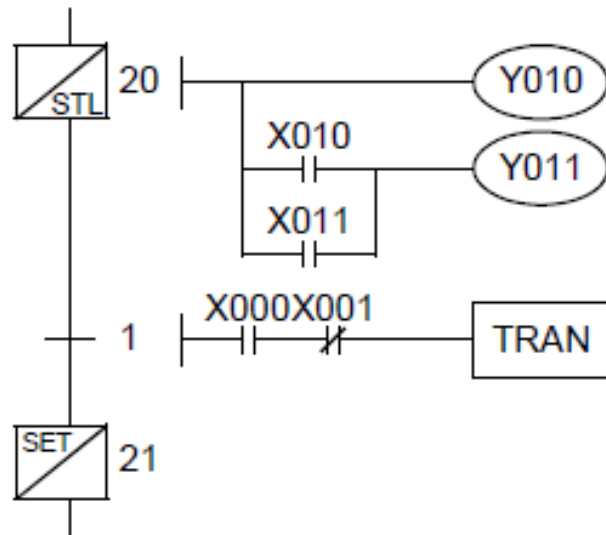 STL 20 Y010
X010
Y011
X011
X000X001
1 TRAN
SET 21